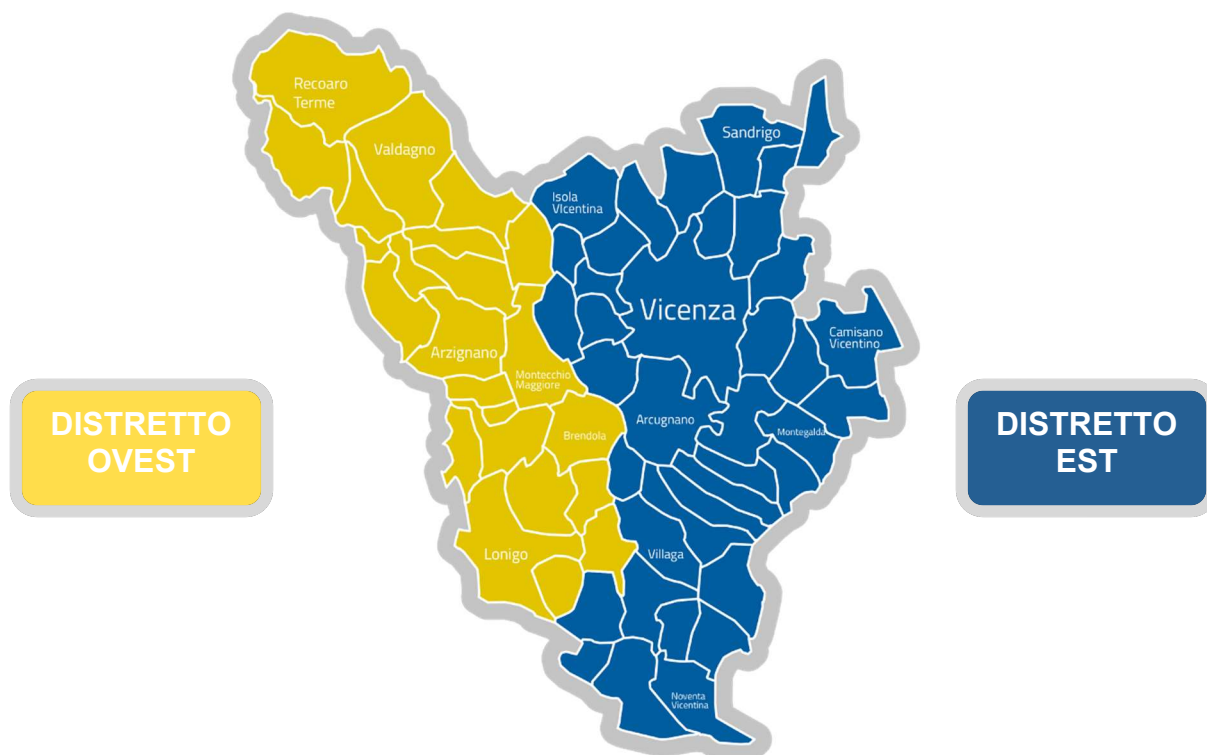 Recoaro
Terme
Valdagno
Sandrigo
Isola
VIcentina
Vicenza
Camisano
Vicentino
Arzignano
Montecchio
Maggiore
DISTRETTO
OVEST
Brendola
Arcugnano
Montegalda
DISTRETTO
EST
Lonigo
Villaga
Noventa
Vicentina